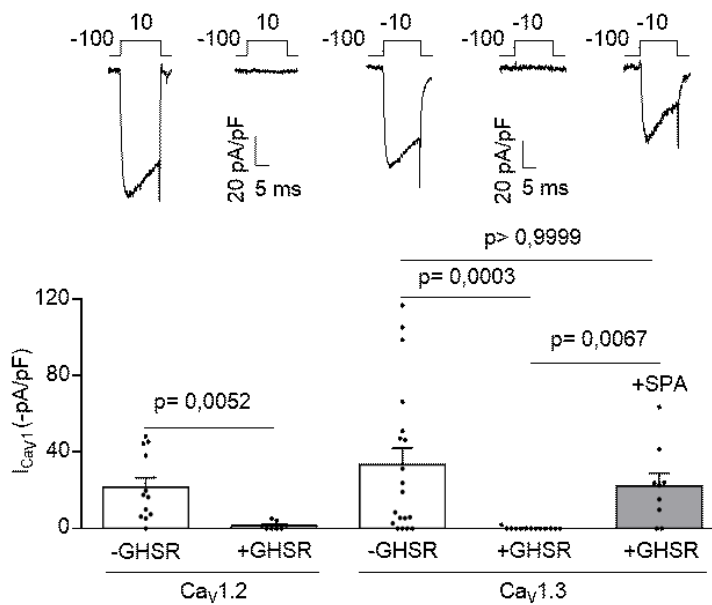 10 10 -10 -10 -10
-100 -100 -100 -100 -100
20 pA/pF
5 ms
20 pA/pF
5 ms
p> 0,9999
p= 0,0003
p= 0,0067
p= 0,0052
+SPA
120
80
40
0
ICaV1 (-pA/pF)
-GHSR +GHSR -GHSR +GHSR +GHSR
CaV1.2 CaV1.3